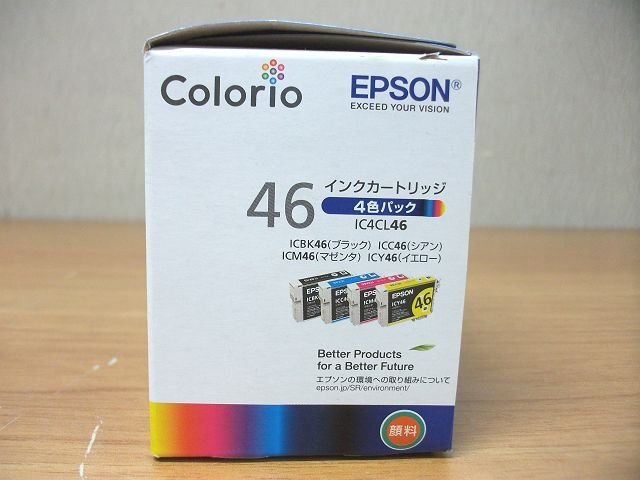 Colorio
EPSON®
EXCEED YOUR VISION
46
インクカートリッジ
4色パック
IC4CL46
ICBK46(ブラック) ICC46(シアン)
ICM46(マゼンタ) ICY46(イエロー)
EPSON
ICY46
46
Better Products
for a Better Future
エプソンの環境への取り組みについて
epson.jp/SR/environment/
顔料